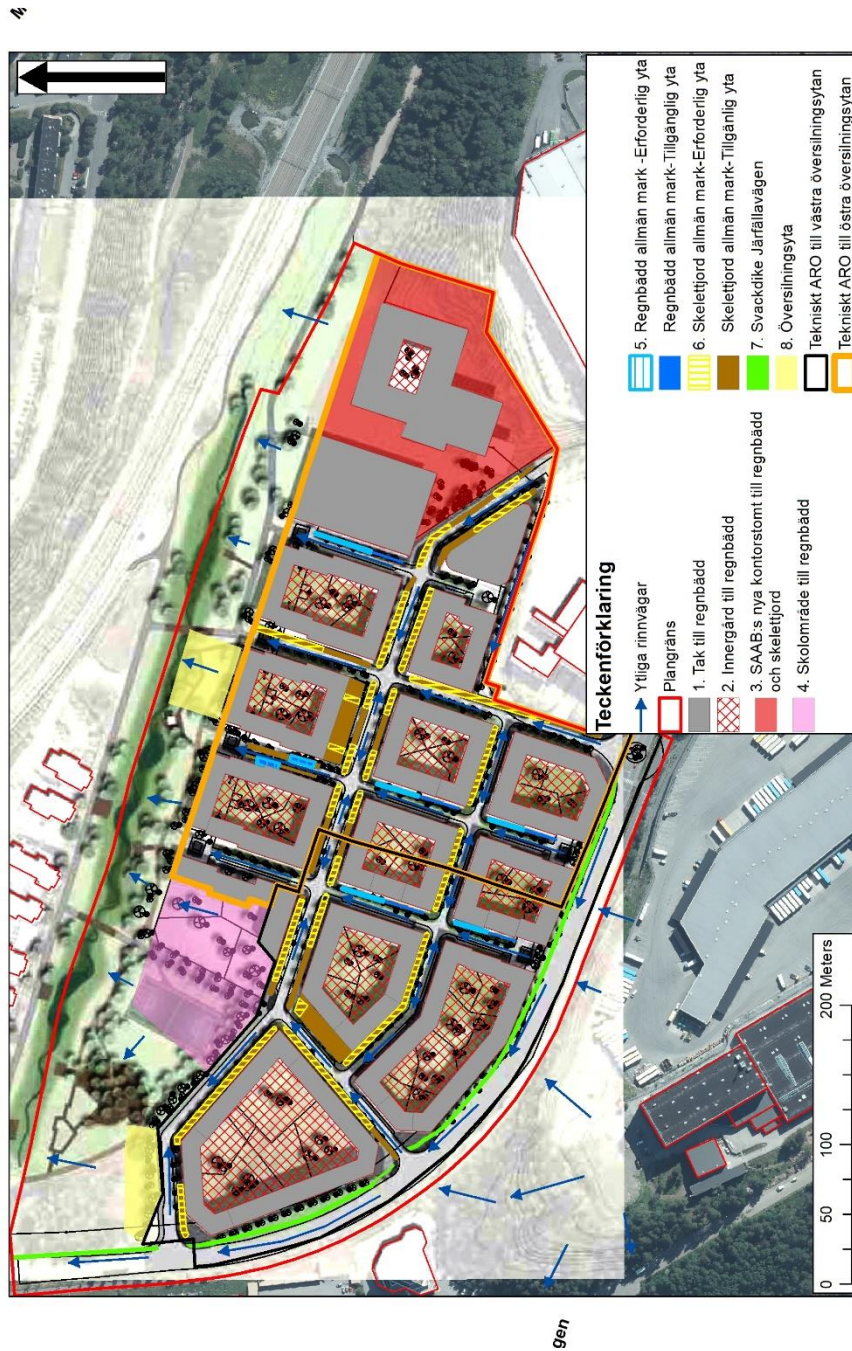 M
Teckenförklaring
Ytliga rinnvägar
Plangräns
1. Tak till regnbädd
2. Innergård till regnbädd
3. SAAB:s nya kontorstomt till regnbädd
och skelettjord
4. Skolområde till regnbädd
5. Regnbädd allmän mark -Erforderlig yta
Regnbädd allmän mark-Tillgänglig yta
6. Skelettjord allmän mark-Erforderlig yta
Skelettjord allmän mark-Tillgänlig yta
7. Svackdike Järfällavägen
8. Översilningsyta
Tekniskt ARO till västra översilningsytan
Tekniskt ARO till östra översilningsytan
0 50 100 200 Meters
gen